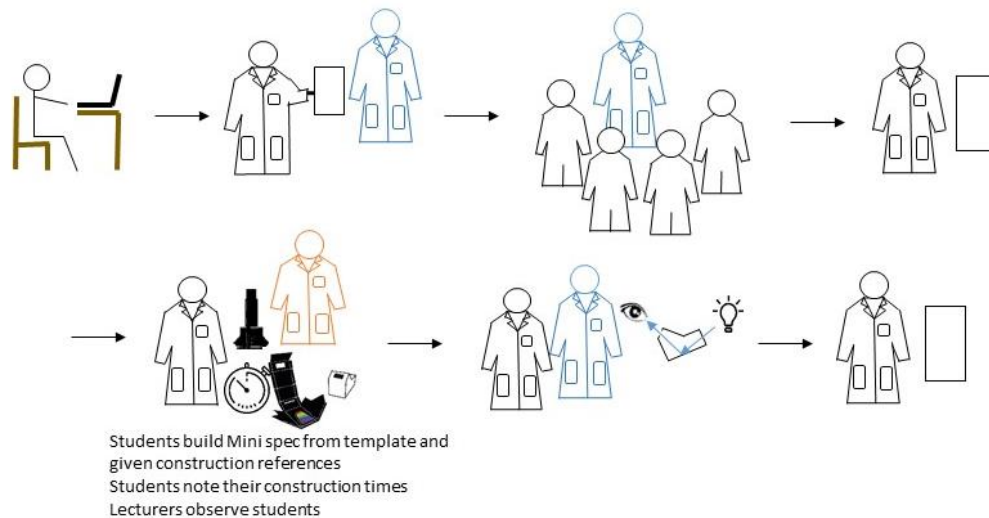 Students build Mini spec from template and
given construction references
Students note their construction times
Lecturers observe students